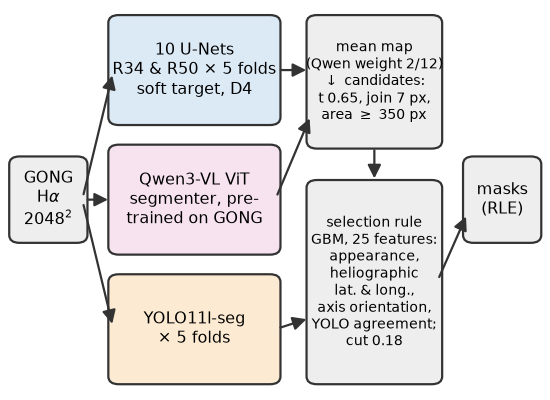 GONG
Hα
2048²
10 U-Nets
R34 & R50 × 5 folds
soft target, D4
Qwen3-VL ViT
segmenter, pre-
trained on GONG
YOLO11l-seg
× 5 folds
mean map
(Qwen weight 2/12)
↓ candidates:
t 0.65, join 7 px,
area ≥ 350 px
selection rule
GBM, 25 features:
appearance,
heliographic
lat. & long.,
axis orientation,
YOLO agreement;
cut 0.18
masks
(RLE)